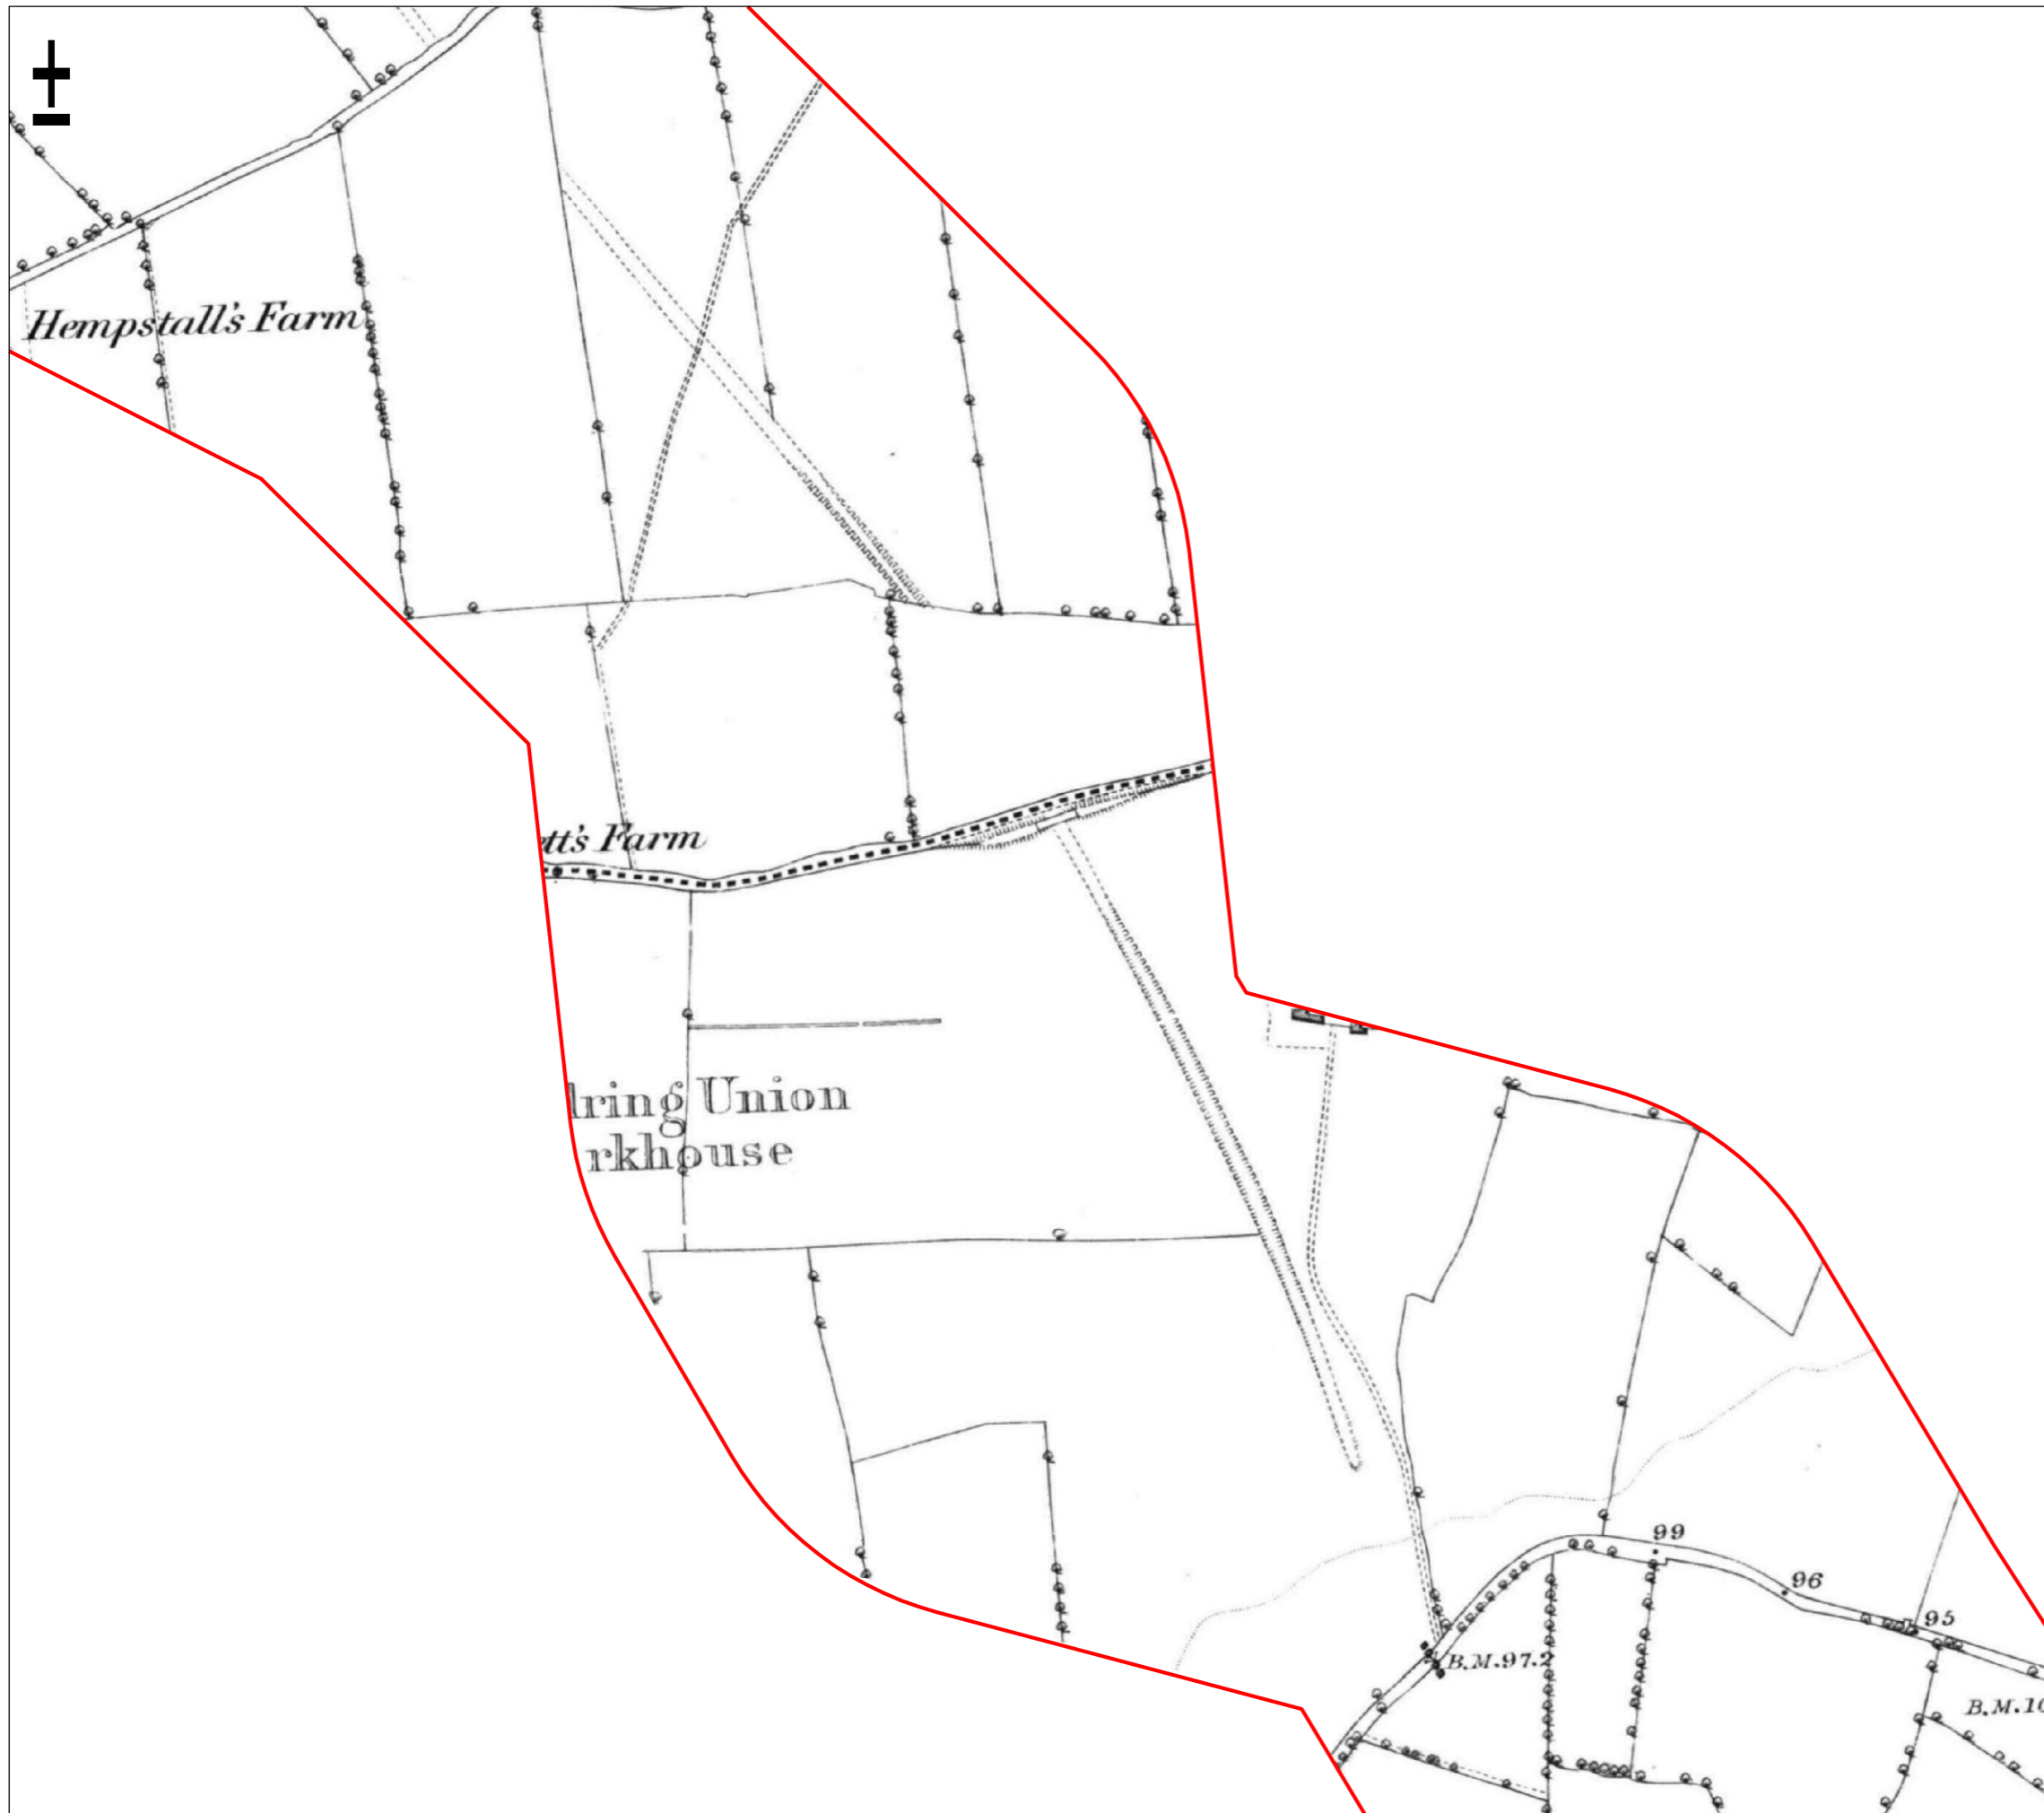 Hempstall's Farm
tt's Farm
lring Union
rkhouse
99
96
95
B.M.97.2
B.M.10